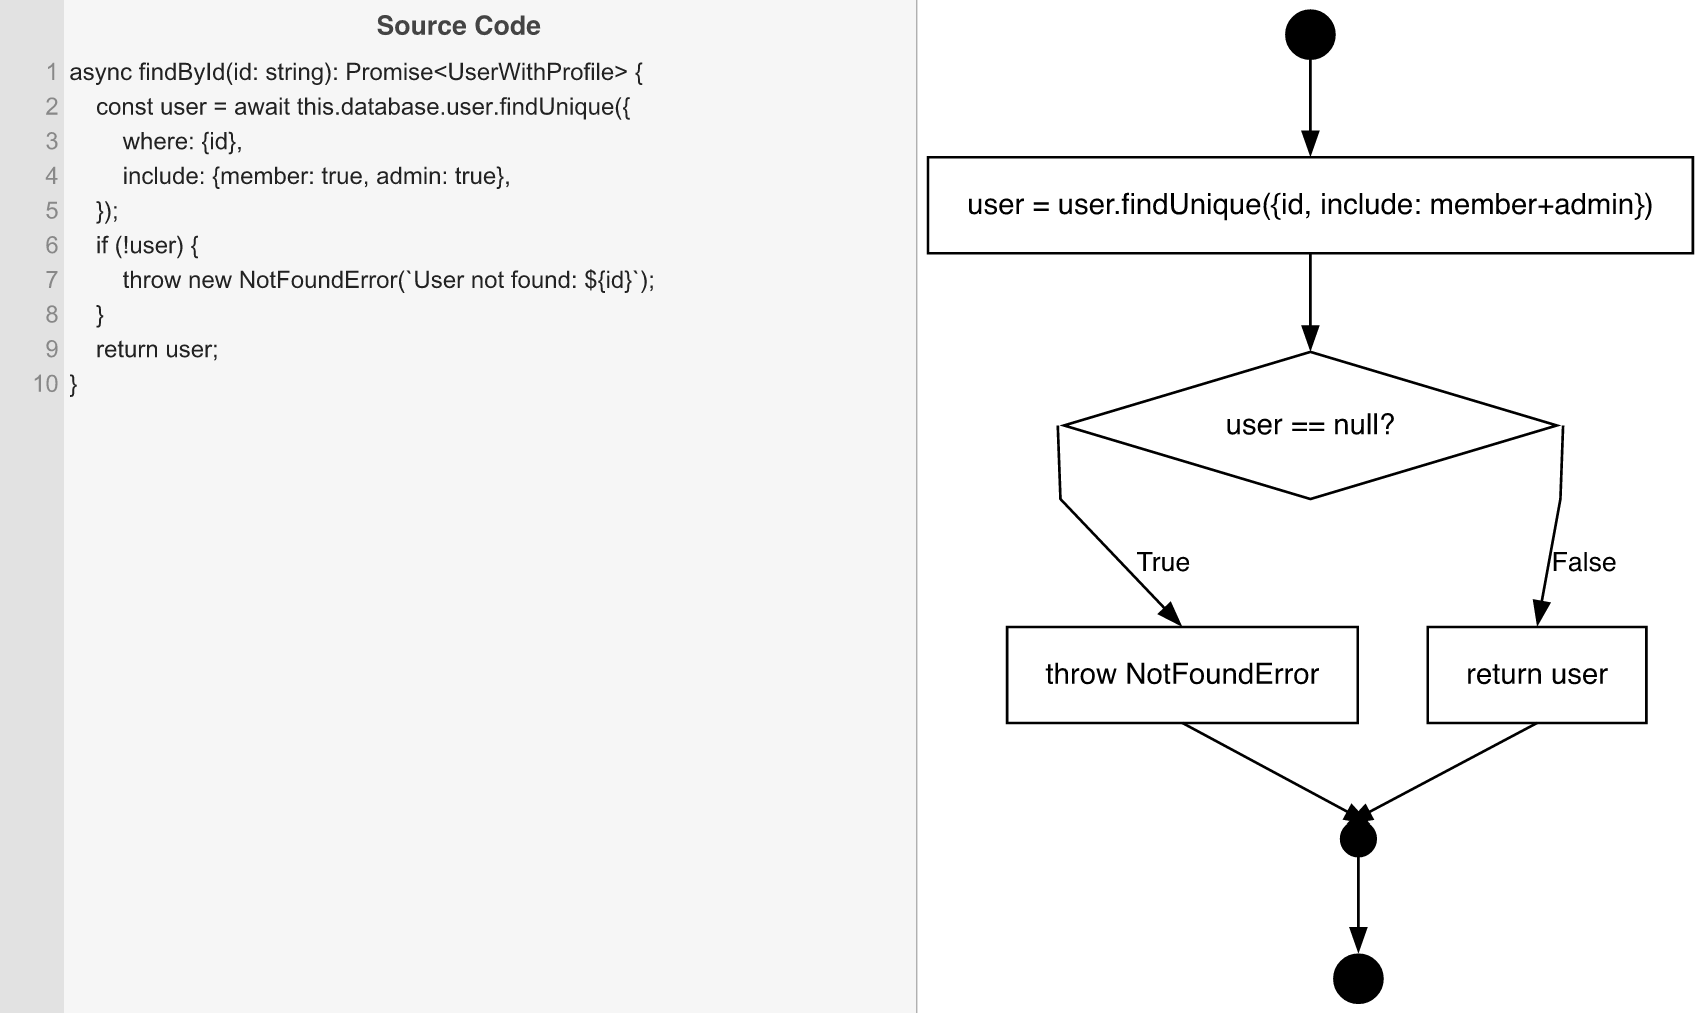 Source Code
1 async findById(id: string): Promise<UserWithProfile> {
2 const user = await this.database.user.findUnique({
3 where: {id},
4 include: {member: true, admin: true},
5 });
6 if (!user) {
7 throw new NotFoundError(`User not found: ${id}`);
8 }
9 return user;
10 }
user = user.findUnique({id, include: member+admin})
user == null?
True
False
throw NotFoundError
return user